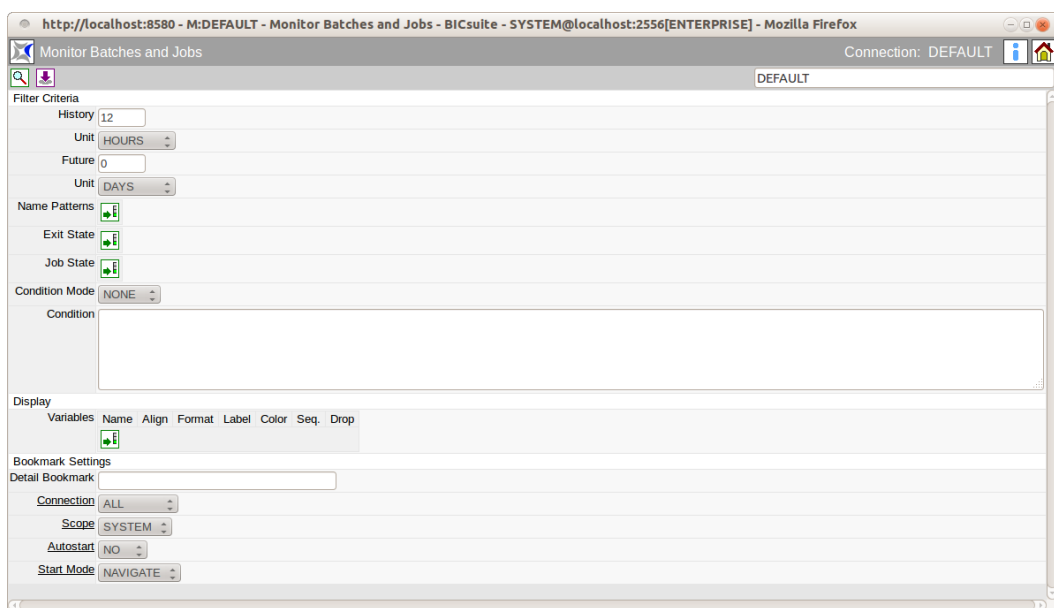 http://localhost:8580 - M:DEFAULT - Monitor Batches and Jobs - BICsuite - SYSTEM@localhost:2556[ENTERPRISE] - Mozilla Firefox
Monitor Batches and Jobs Connection: DEFAULT
DEFAULT
Filter Criteria
History 12
Unit HOURS
Future 0
Unit DAYS
Name Patterns
Exit State
Job State
Condition Mode NONE
Condition
Display
Variables Name Align Format Label Color Seq. Drop
Bookmark Settings
Detail Bookmark
Connection ALL
Scope SYSTEM
Autostart NO
Start Mode NAVIGATE